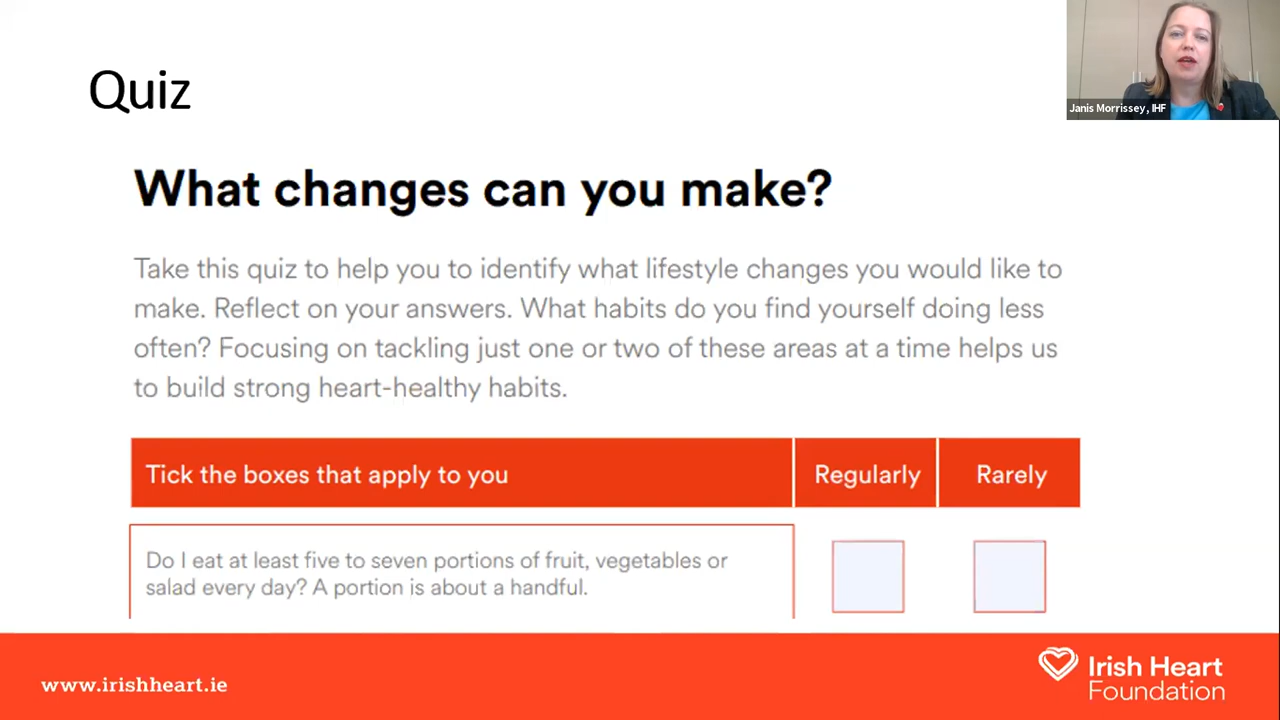 Quiz
Janis Morrissey, IHF
What changes can you make?
Take this quiz to help you to identify what lifestyle changes you would like to
make. Reflect on your answers. What habits do you find yourself doing less
often? Focusing on tackling just one or two of these areas at a time helps us
to build strong heart-healthy habits.
Tick the boxes that apply to you Regularly Rarely
Do I eat at least five to seven portions of fruit, vegetables or
salad every day? A portion is about a handful.
www.irishheart.ie
Irish Heart
Foundation